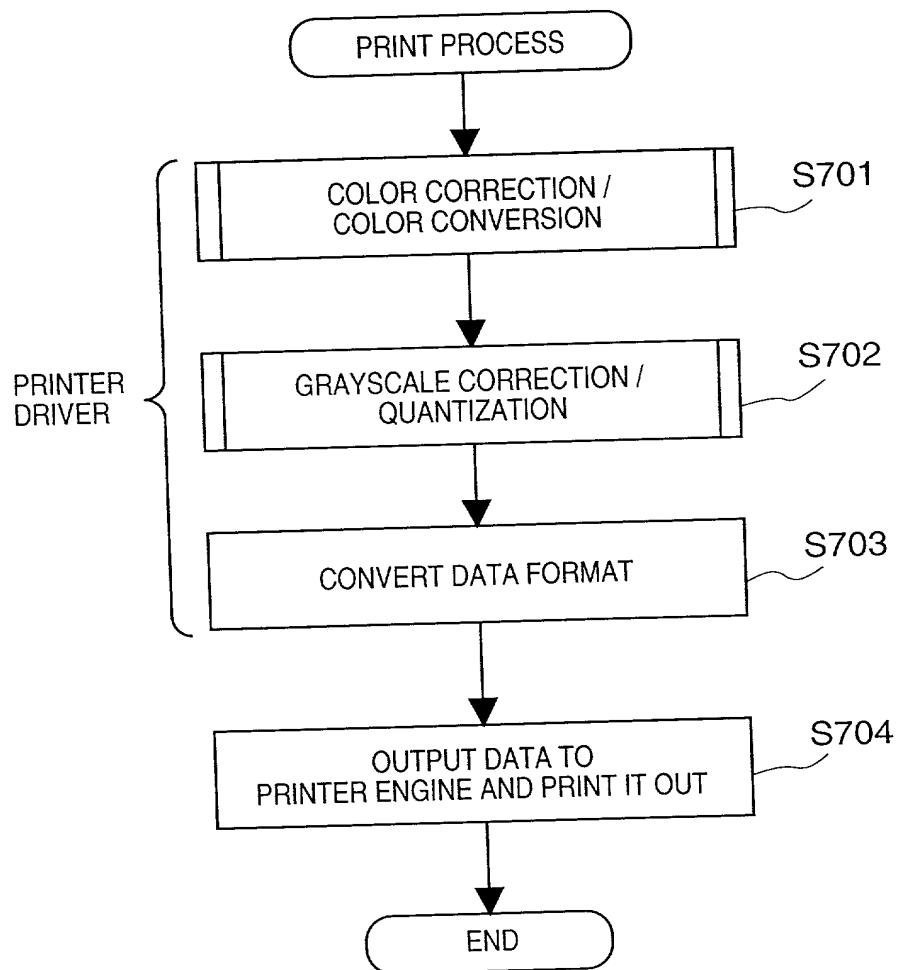 PRINT PROCESS
COLOR CORRECTION /
COLOR CONVERSION
S701
GRAYSCALE CORRECTION /
QUANTIZATION
S702
PRINTER
DRIVER
CONVERT DATA FORMAT
S703
OUTPUT DATA TO
PRINTER ENGINE AND PRINT IT OUT
S704
END